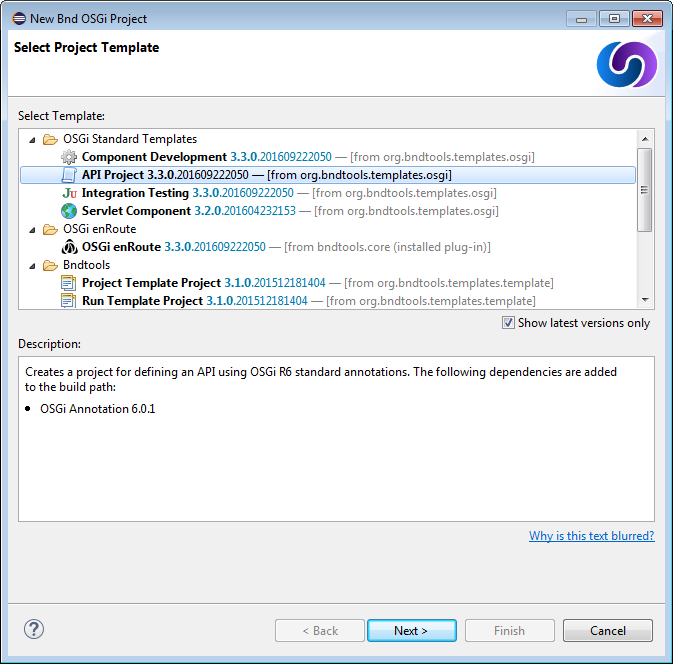 New Bnd OSGi Project
Select Project Template
Select Template:
OSGi Standard Templates
Component Development 3.3.0.201609222050 — [from org.bndtools.templates.osgi]
API Project 3.3.0.201609222050 — [from org.bndtools.templates.osgi]
Ju Integration Testing 3.3.0.201609222050 — [from org.bndtools.templates.osgi]
Servlet Component 3.2.0.201604232153 — [from org.bndtools.templates.osgi]
OSGi enRoute
OSGi enRoute 3.3.0.201609222050 — [from bndtools.core (installed plug-in)]
Bndtools
Project Template Project 3.1.0.201512181404 — [from org.bndtools.templates.template]
Run Template Project 3.1.0.201512181404 — [from org.bndtools.templates.template]
Show latest versions only
Description:
Creates a project for defining an API using OSGi R6 standard annotations. The following dependencies are added
to the build path:
• OSGi Annotation 6.0.1
Why is this text blurred?
? < Back Next > Finish Cancel